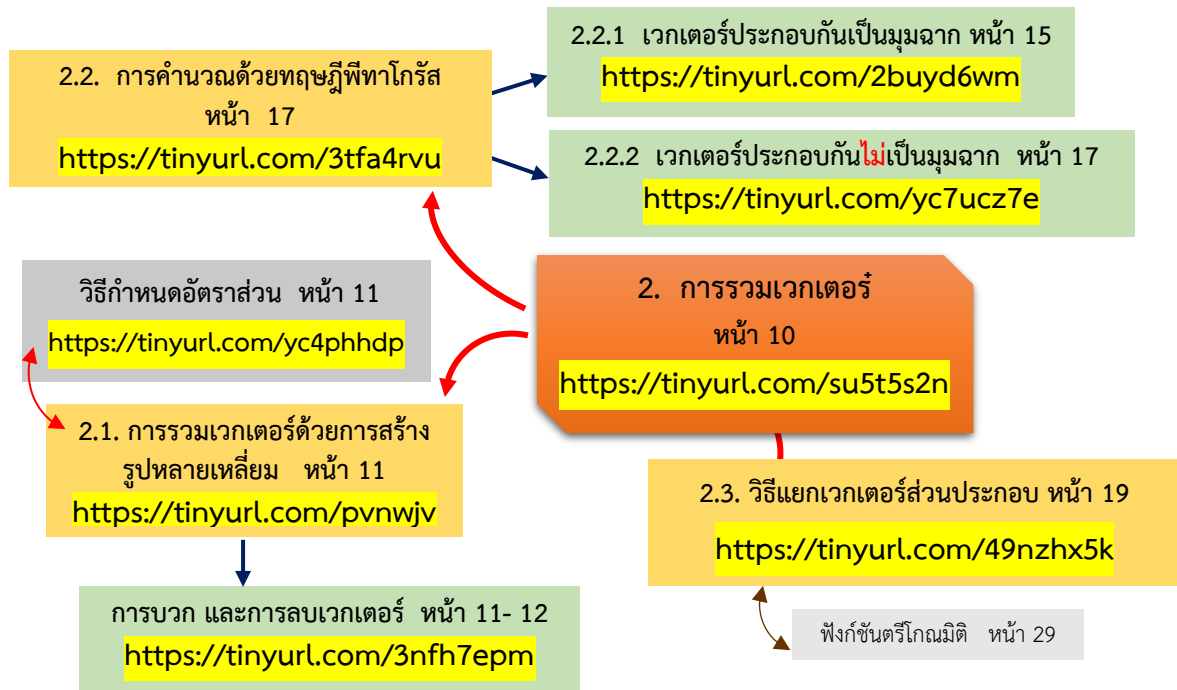 2.2.1 เวกเตอร์ประกอบกันเป็นมุมฉาก หน้า 15
https://tinyurl.com/2buyd6wm
2.2. การคำนวณด้วยทฤษฎีพีทาโกรัส
หน้า 17
https://tinyurl.com/3tfa4rvu
2.2.2 เวกเตอร์ประกอบกันไม่เป็นมุมฉาก หน้า 17
https://tinyurl.com/yc7ucz7e
วิธีกำหนดอัตราส่วน หน้า 11
https://tinyurl.com/yc4phhdp
2. การรวมเวกเตอร์
หน้า 10
https://tinyurl.com/su5t5s2n
2.1. การรวมเวกเตอร์ด้วยการสร้าง
รูปหลายเหลี่ยม หน้า 11
https://tinyurl.com/pvnwjv
2.3. วิธีแยกเวกเตอร์ส่วนประกอบ หน้า 19
https://tinyurl.com/49nzhx5k
การบวก และการลบเวกเตอร์ หน้า 11- 12
https://tinyurl.com/3nfh7epm
ฟังก์ชันตรีโกณมิติ หน้า 29